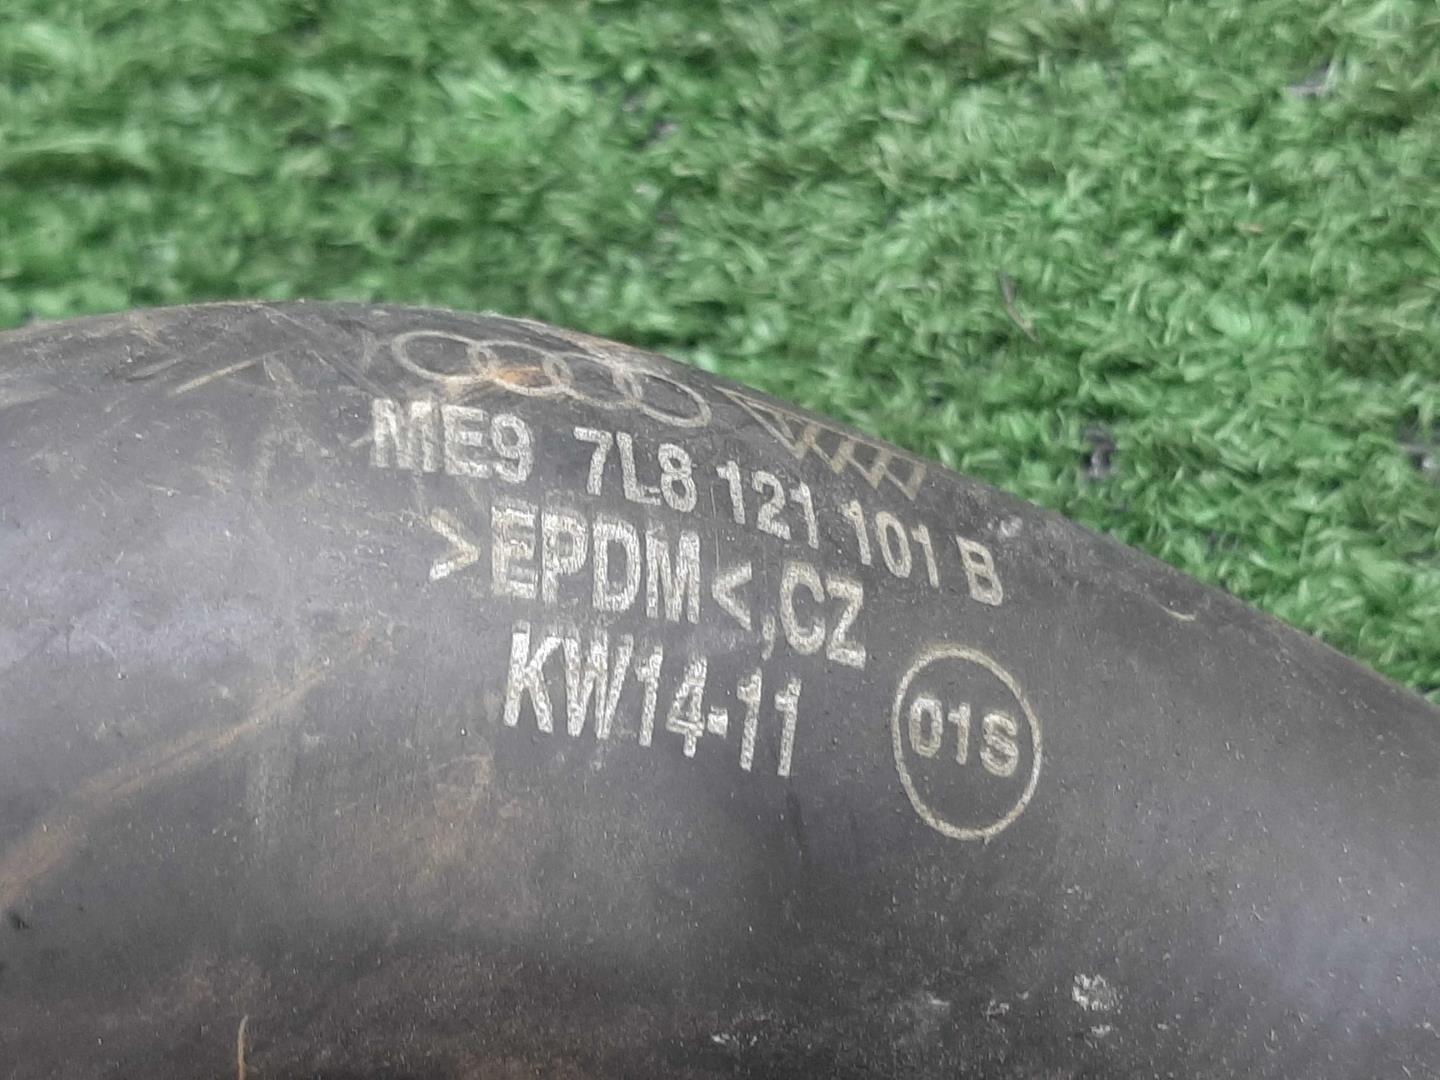 ME9 7L8 121 101 B
>EPDM<,CZ
KW14-11
01S